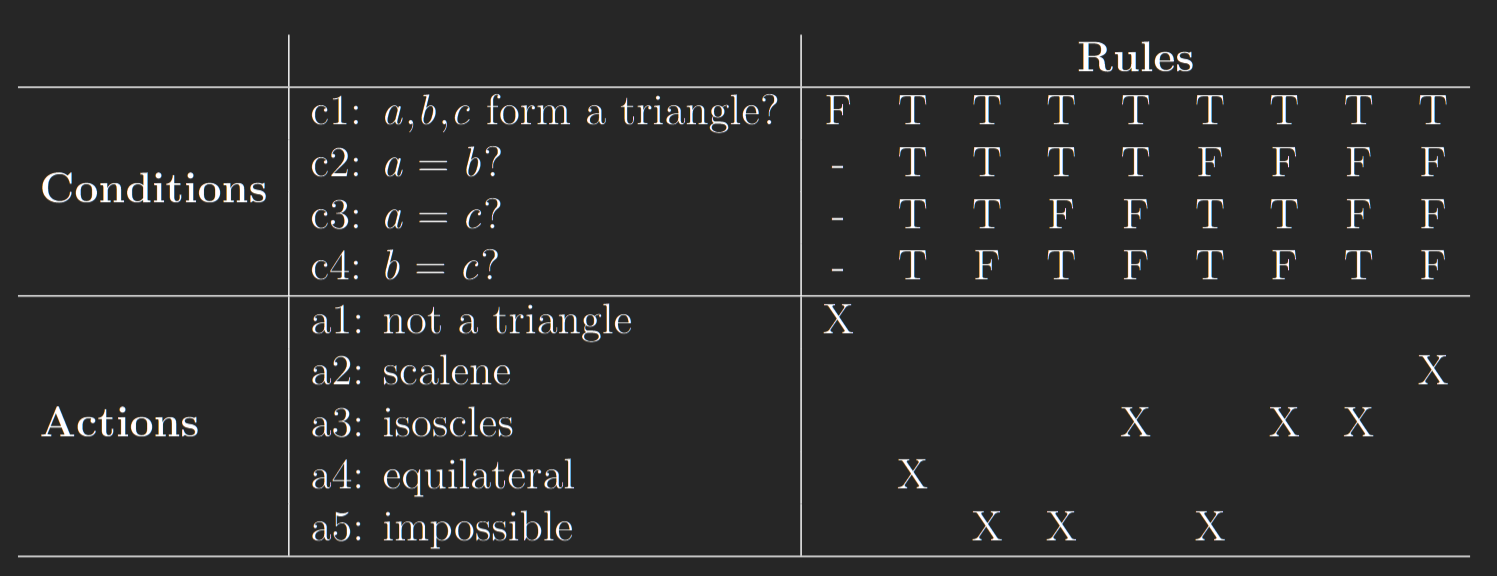 Rules
c1: a,b,c form a triangle? F T T T T T T T T
c2: a = b? - T T T T F F F F
Conditions
c3: a = c? - T T F F T T F F
c4: b = c? - T F T F T F T F
a1: not a triangle X
a2: scalene X
Actions a3: isoscles X X X
a4: equilateral X
a5: impossible X X X